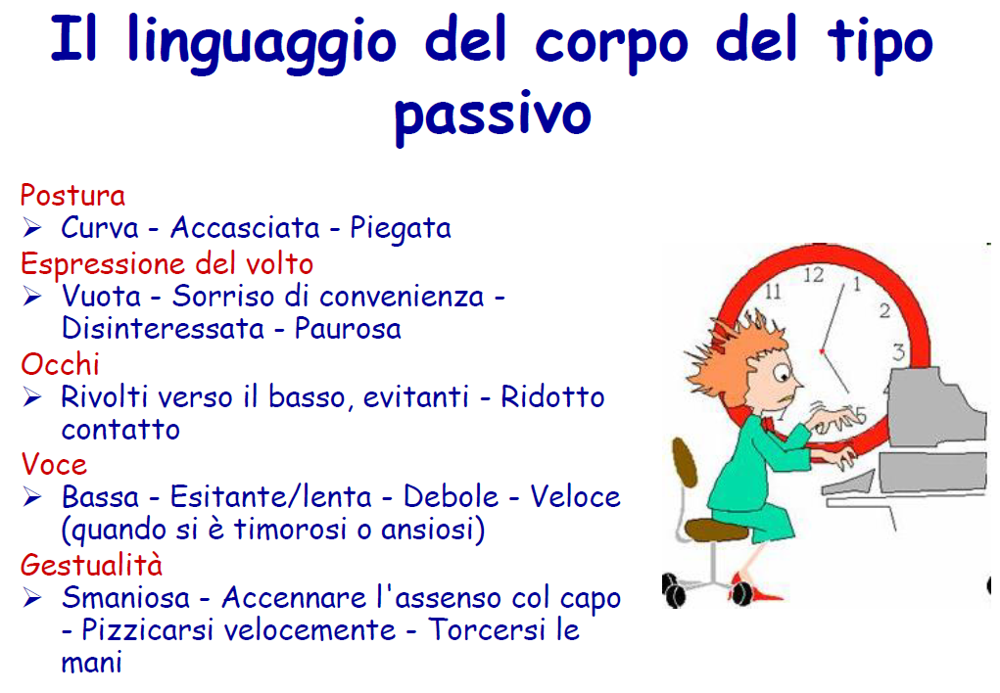 Il linguaggio del corpo del tipo
passivo
Postura
➢ Curva - Accasciata - Piegata
Espressione del volto
➢ Vuota - Sorriso di convenienza -
Disinteressata - Paurosa
Occhi
➢ Rivolti verso il basso, evitanti - Ridotto
contatto
Voce
➢ Bassa - Esitante/lenta - Debole - Veloce
(quando si è timorosi o ansiosi)
Gestualità
➢ Smaniosa - Accennare l'assenso col capo
- Pizzicarsi velocemente - Torcersi le
mani
11 12 1
2
3
4
5
7